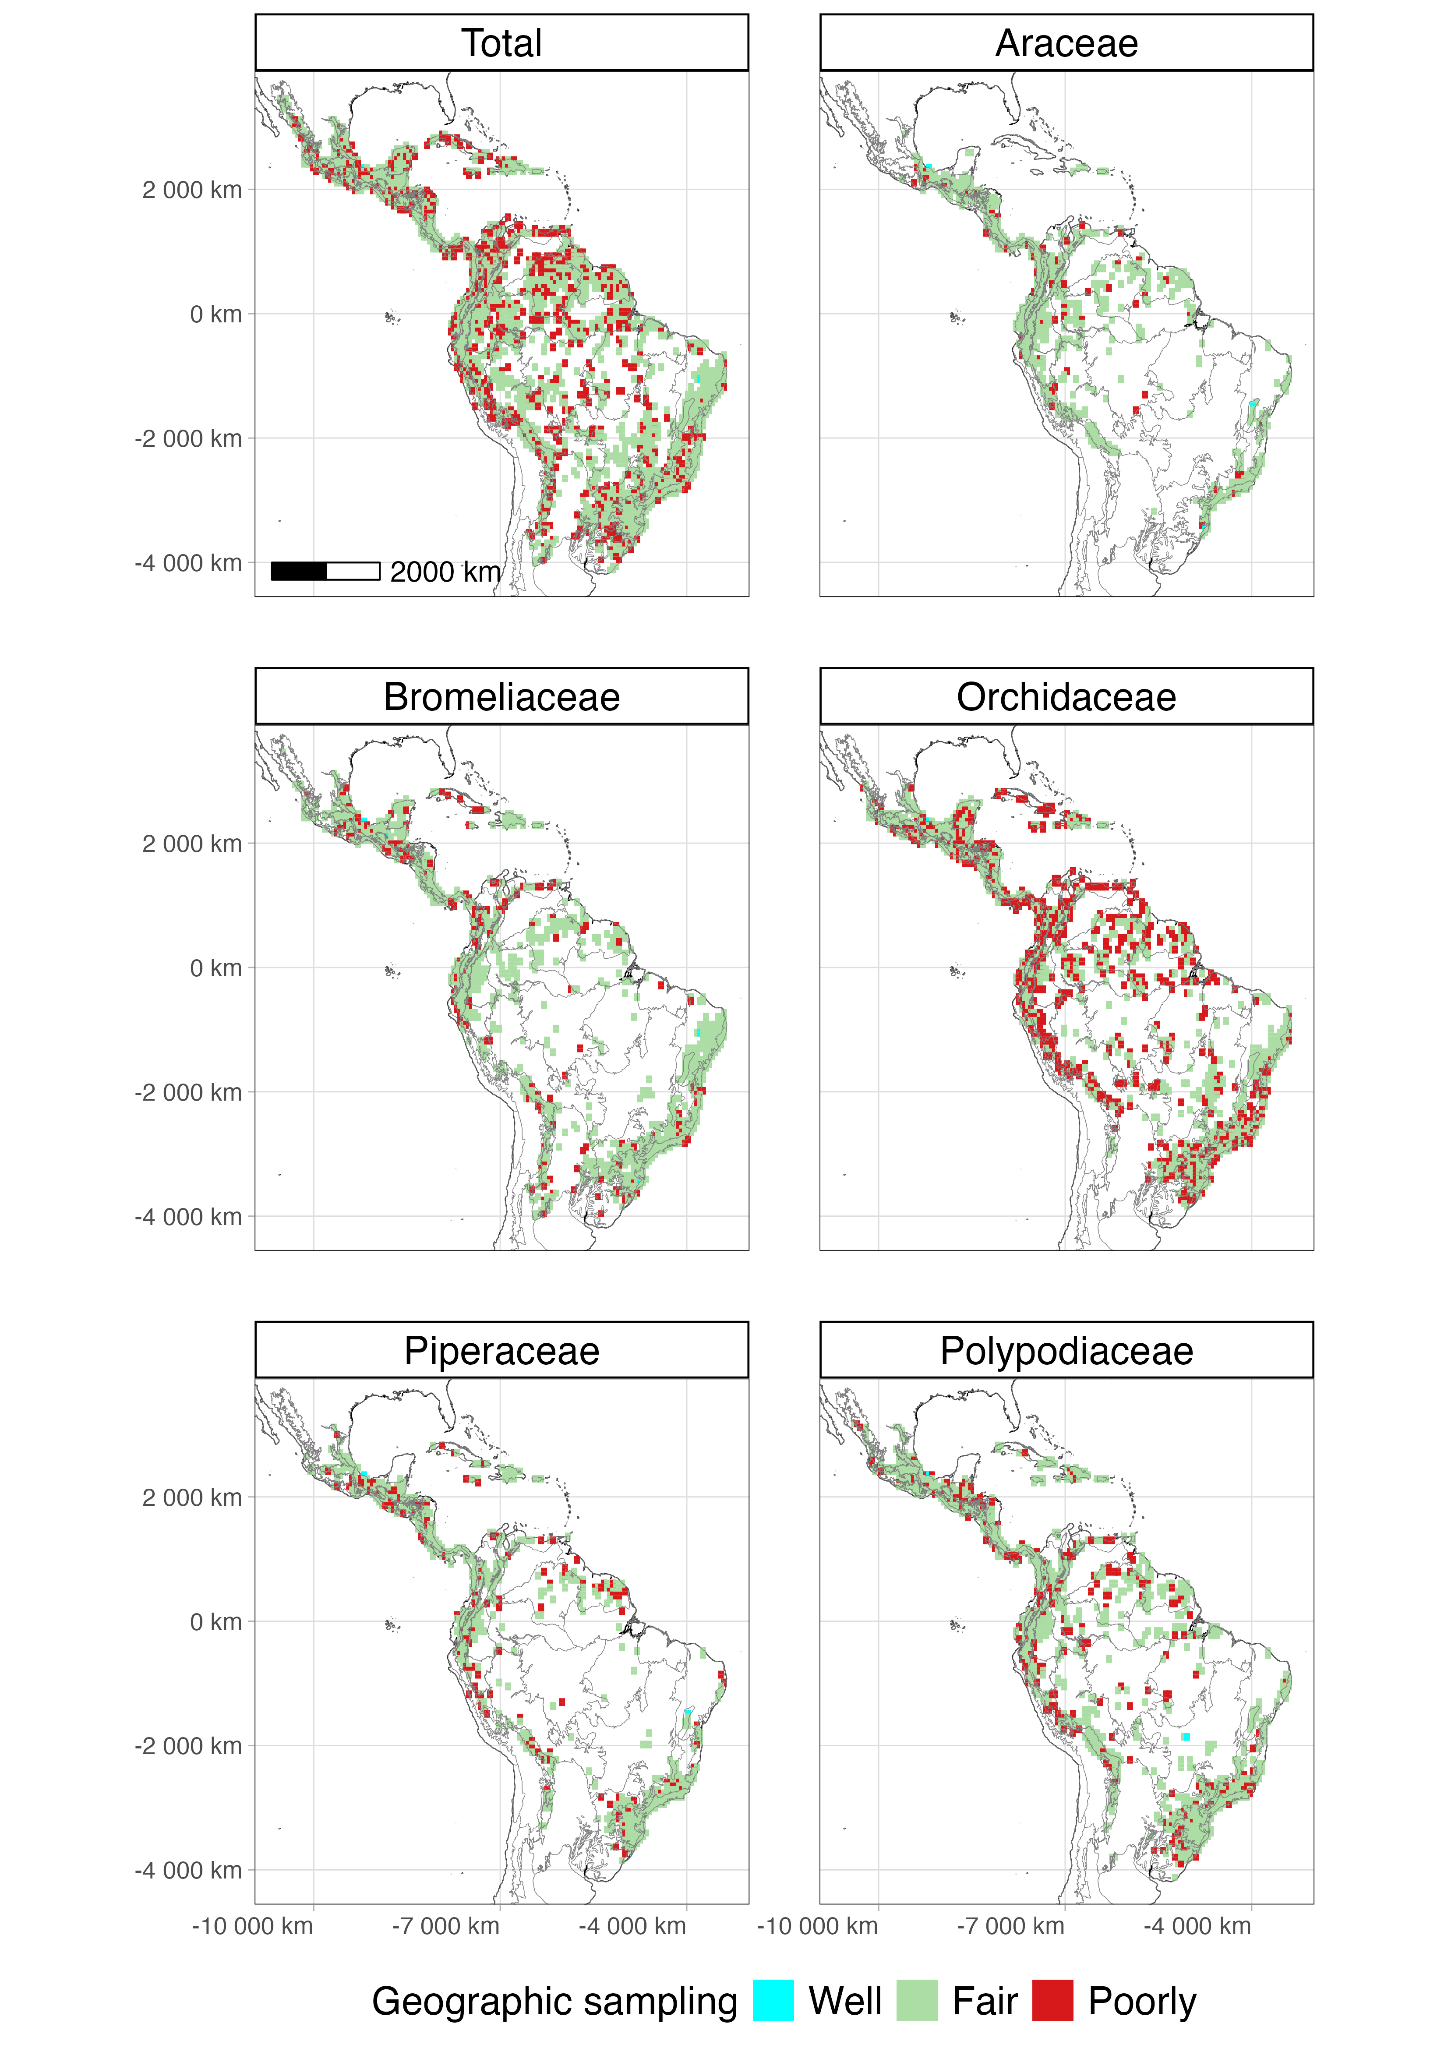 Total
Araceae
2 000 km
0 km
-2 000 km
-4 000 km
2000 km
Bromeliaceae
Orchidaceae
2 000 km
0 km
-2 000 km
-4 000 km
Piperaceae
Polypodiaceae
2 000 km
0 km
-2 000 km
-4 000 km
-10 000 km
-7 000 km
-4 000 km
-10 000 km
-7 000 km
-4 000 km
Geographic sampling Well Fair Poorly